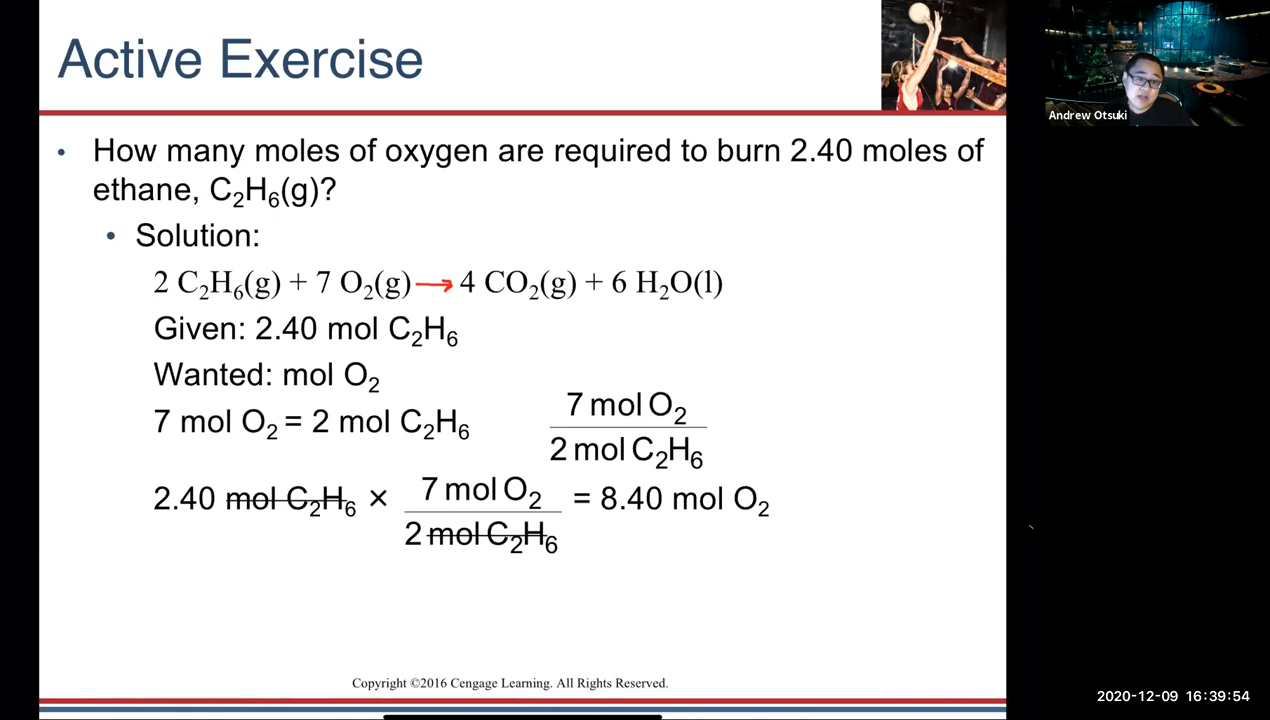 Active Exercise
Andrew Otsuki
• How many moles of oxygen are required to burn 2.40 moles of
ethane, C₂H₆(g)?
• Solution:
2 C₂H₆(g) + 7 O₂(g) → 4 CO₂(g) + 6 H₂O(l)
Given: 2.40 mol C₂H₆
Wanted: mol O₂
7 mol O₂ = 2 mol C₂H₆
7 mol O₂
2 mol C₂H₆
2.40 mol C₂H₆ ×
7 mol O₂
2 mol C₂H₆
= 8.40 mol O₂
Copyright ©2016 Cengage Learning. All Rights Reserved.
2020-12-09 16:39:54